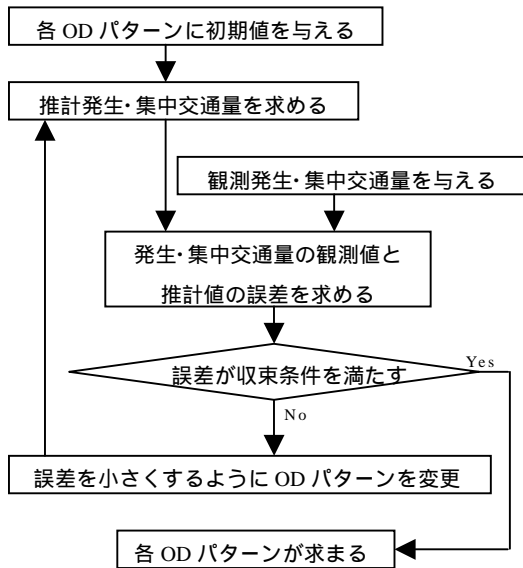 各 OD パターンに初期値を与える
推計発生・集中交通量を求める
観測発生・集中交通量を与える
発生・集中交通量の観測値と
推計値の誤差を求める
誤差が収束条件を満たす
Yes
No
誤差を小さくするように OD パターンを変更
各 OD パターンが求まる